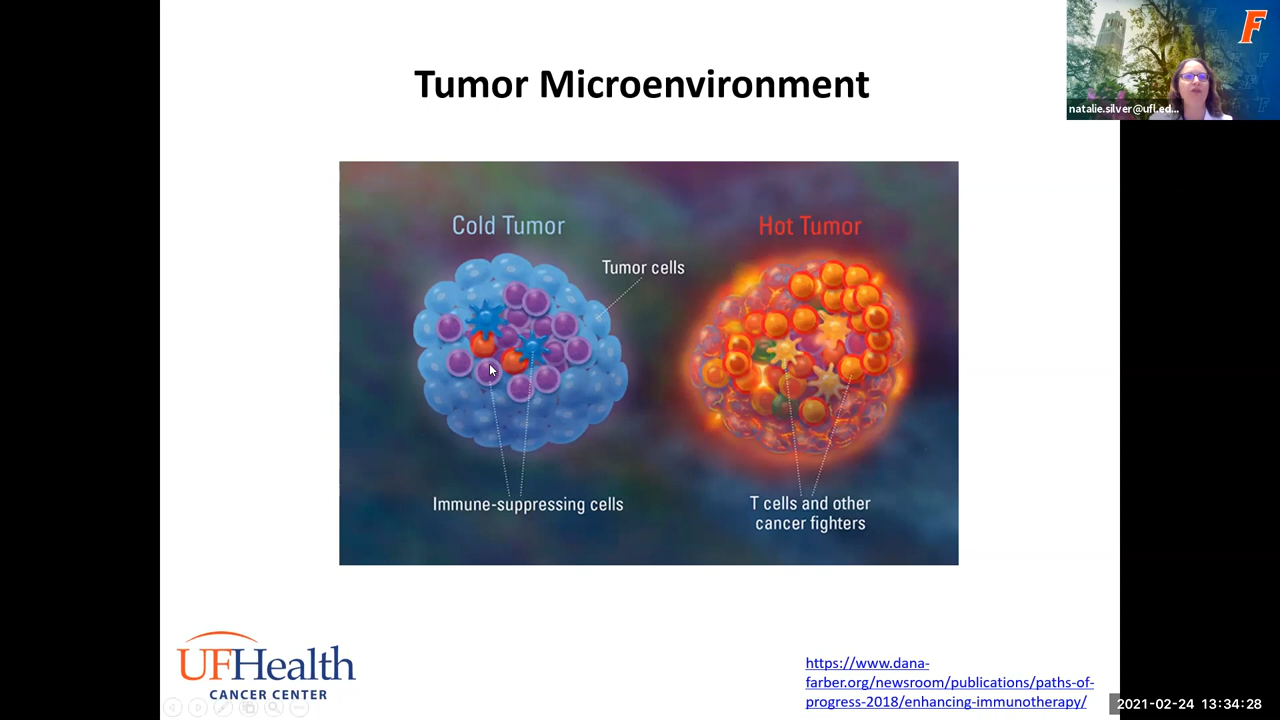 Tumor Microenvironment
F
natalie.silver@ufl.ed...
Cold Tumor
Hot Tumor
Tumor cells
Immune-suppressing cells
T cells and other
cancer fighters
UFHealth
CANCER CENTER
https://www.dana-
farber.org/newsroom/publications/paths-of-
progress-2018/enhancing-immunotherapy/
2021-02-24 13:34:28